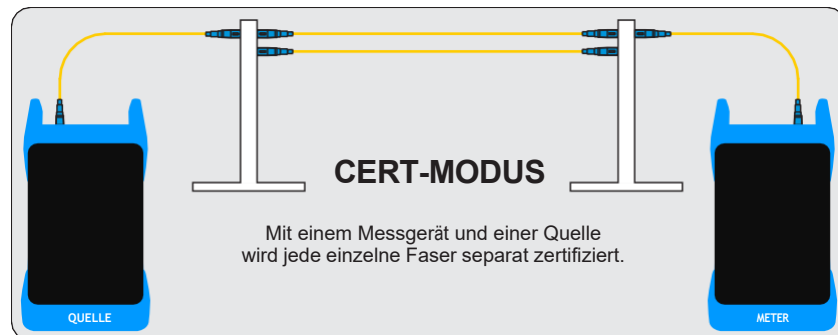 CERT-MODUS
Mit einem Messgerät und einer Quelle
wird jede einzelne Faser separat zertifiziert.
QUELLE
METER